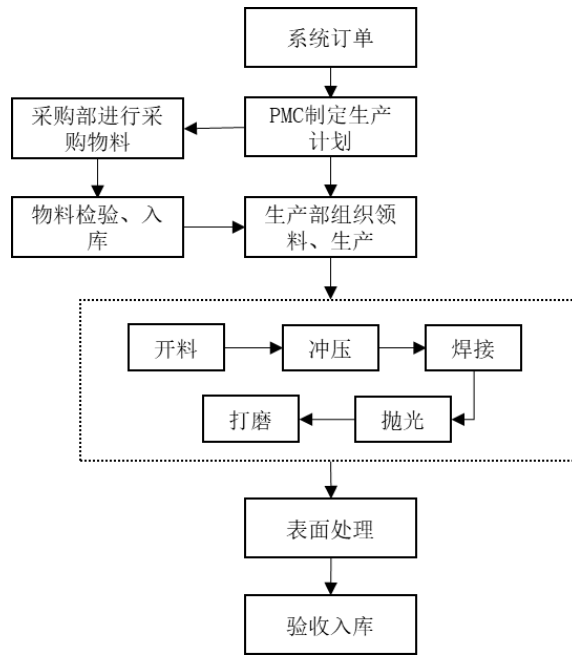 系统订单
采购部进行采
购物料
PMC制定生产
计划
物料检验、入
库
生产部组织领
料、生产
开料
冲压
焊接
打磨
抛光
表面处理
验收入库